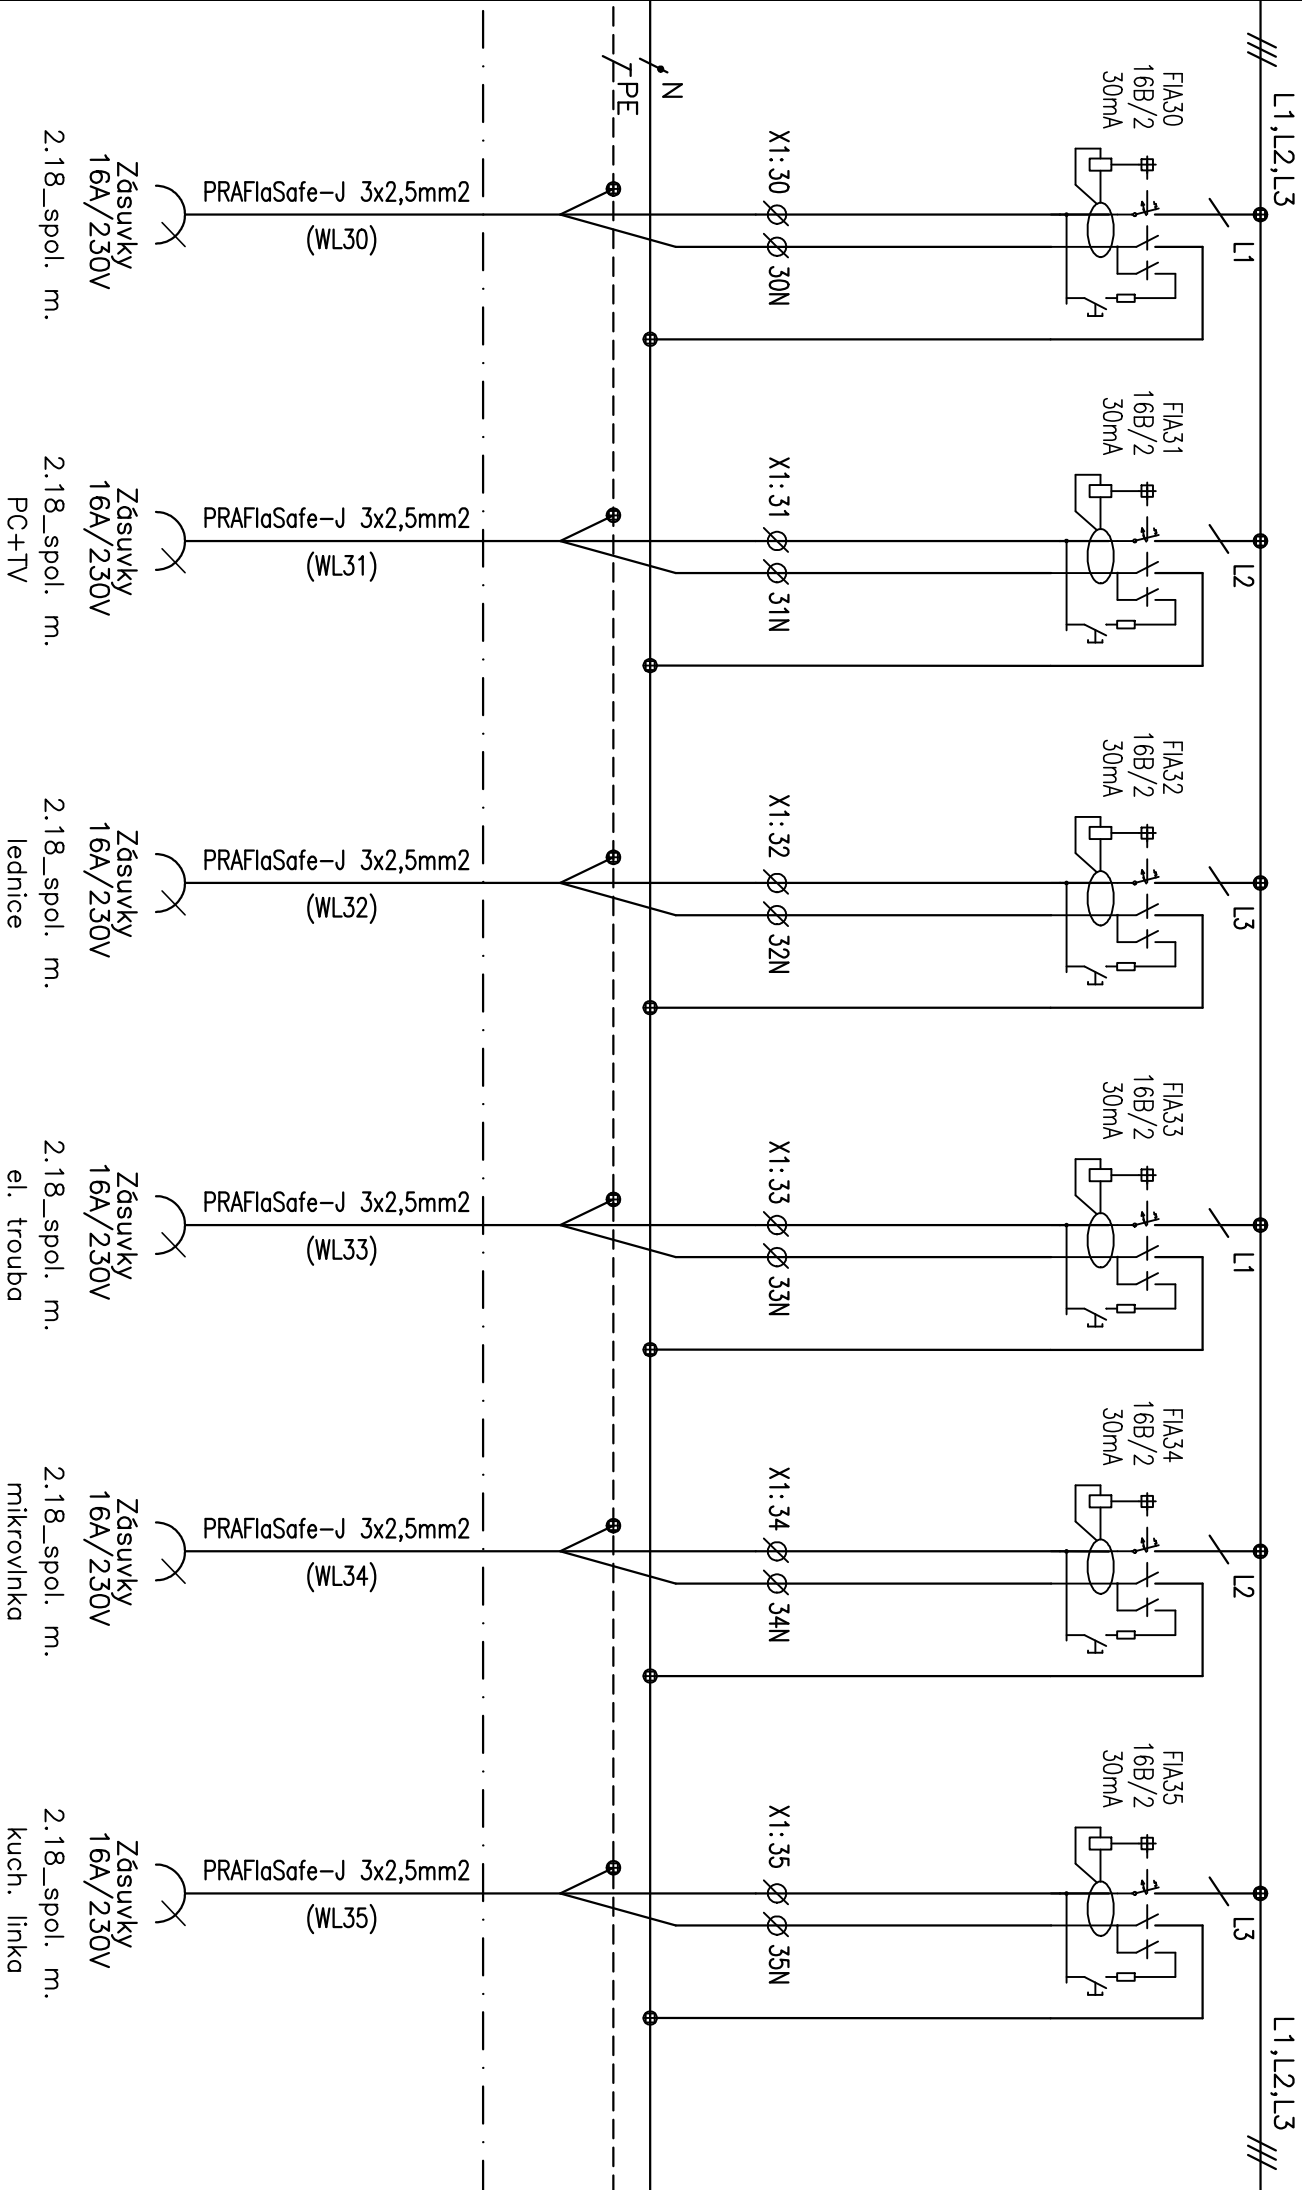 L1,L2,L3
L1,L2,L3
FIA30
16B/2
30mA
L1
FIA31
16B/2
30mA
L2
FIA32
16B/2
30mA
L3
FIA33
16B/2
30mA
L1
FIA34
16B/2
30mA
L2
FIA35
16B/2
30mA
L3
X1:30
30N
X1:31
31N
X1:32
32N
X1:33
33N
X1:34
34N
X1:35
35N
N
PE
PRAFlaSafe-J 3x2,5mm2
(WL30)
PRAFlaSafe-J 3x2,5mm2
(WL31)
PRAFlaSafe-J 3x2,5mm2
(WL32)
PRAFlaSafe-J 3x2,5mm2
(WL33)
PRAFlaSafe-J 3x2,5mm2
(WL34)
PRAFlaSafe-J 3x2,5mm2
(WL35)
Zásuvky
16A/230V
2.18_spol. m.
Zásuvky
16A/230V
2.18_spol. m.
PC+TV
Zásuvky
16A/230V
2.18_spol. m.
lednice
Zásuvky
16A/230V
2.18_spol. m.
el. trouba
Zásuvky
16A/230V
2.18_spol. m.
mikrovlnka
Zásuvky
16A/230V
2.18_spol. m.
kuch. linka